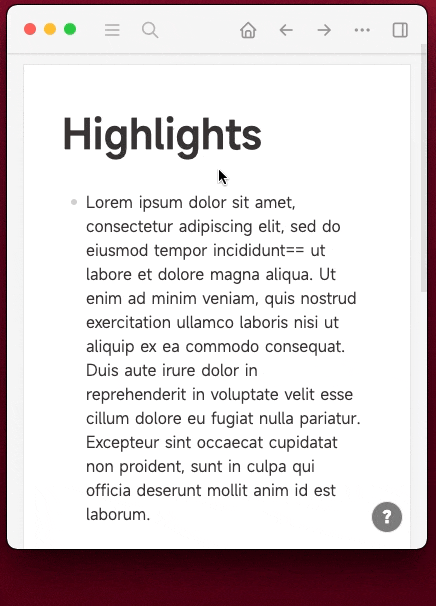 Highlights
Lorem ipsum dolor sit amet,
consectetur adipiscing elit, sed do
eiusmod tempor incididunt== ut
labore et dolore magna aliqua. Ut
enim ad minim veniam, quis nostrud
exercitation ullamco laboris nisi ut
aliquip ex ea commodo consequat.
Duis aute irure dolor in
reprehenderit in voluptate velit esse
cillum dolore eu fugiat nulla pariatur.
Excepteur sint occaecat cupidatat
non proident, sunt in culpa qui
officia deserunt mollit anim id est
laborum.
?